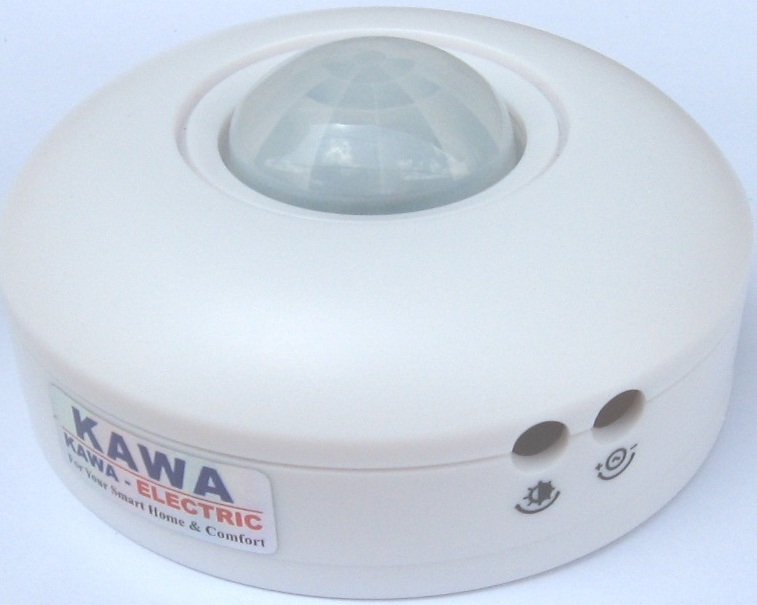 KAWA
KAWA - ELECTRIC
For Your Smart Home & Comfort
+ -